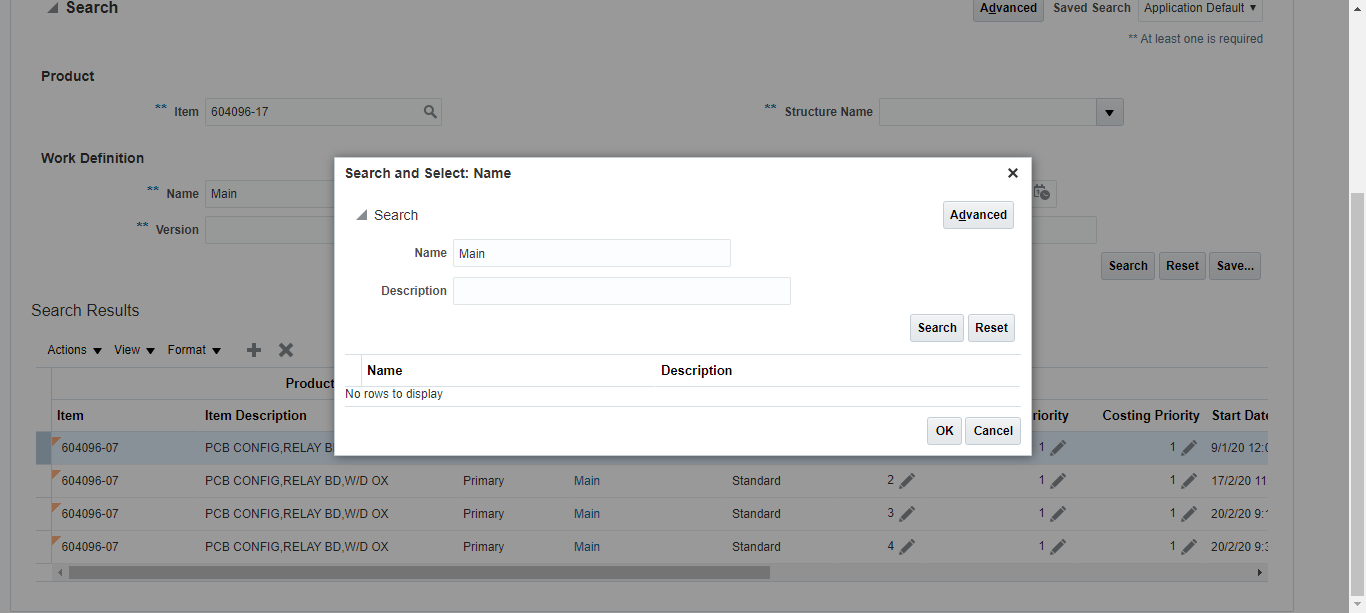 Search Advanced Saved Search Application Default
** At least one is required
Product
** Item 604096-17 ** Structure Name
Work Definition
** Name Main
** Version
Search Reset Save...
Search and Select: Name
Search Advanced
Name Main
Description
Search Reset
Name Description
No rows to display
OK Cancel
Search Results
Actions View Format
Product
Item Item Description riority Costing Priority Start Date
604096-07 PCB CONFIG,RELAY B 1 1 9/1/20 12:0
604096-07 PCB CONFIG,RELAY BD,W/D OX Primary Main Standard 2 1 1 17/2/20 11
604096-07 PCB CONFIG,RELAY BD,W/D OX Primary Main Standard 3 1 1 20/2/20 9:1
604096-07 PCB CONFIG,RELAY BD,W/D OX Primary Main Standard 4 1 1 20/2/20 9:3